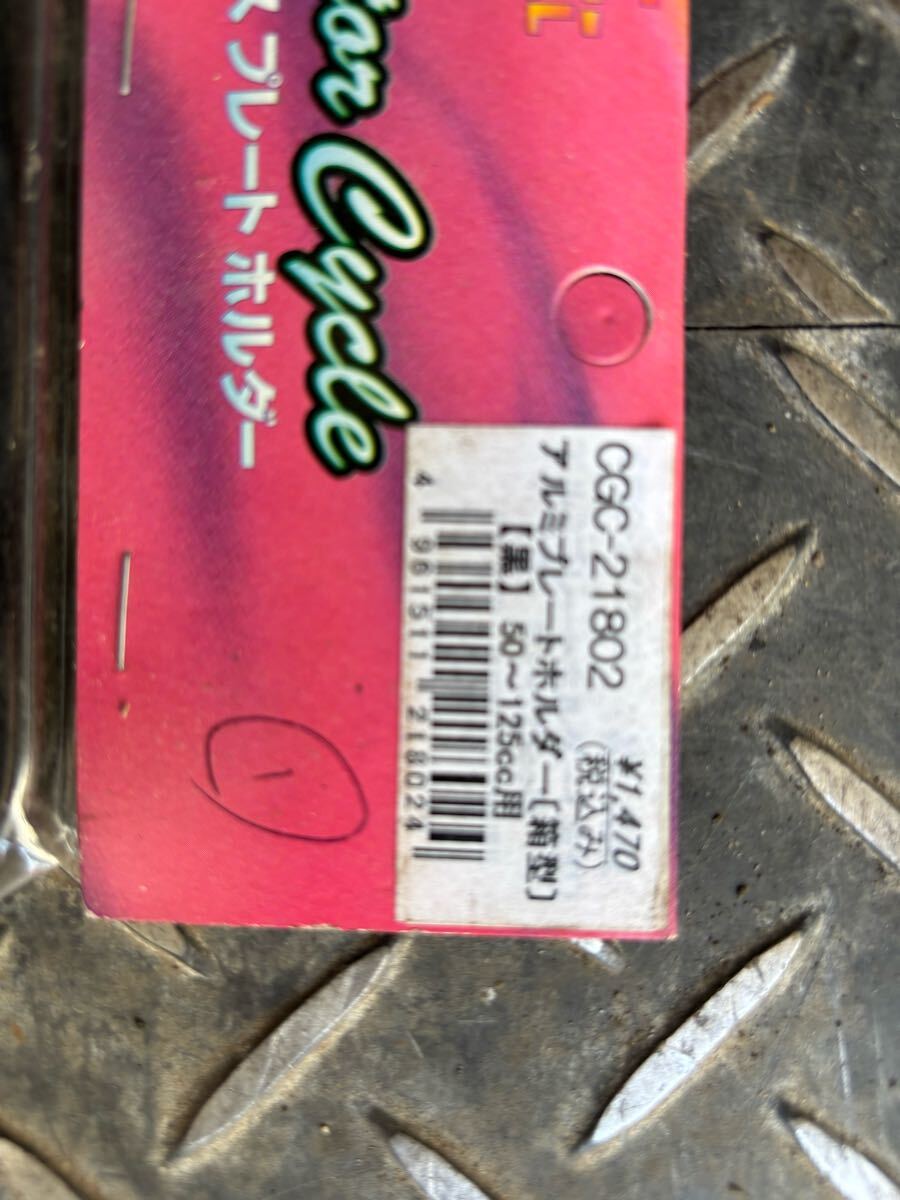 Cycle
プレート ホルダー
CGC-21802
¥1,470
(税込み)
アルミプレートホルダー〔箱型〕
【黒】 50〜125cc用
4 961511 218024
1